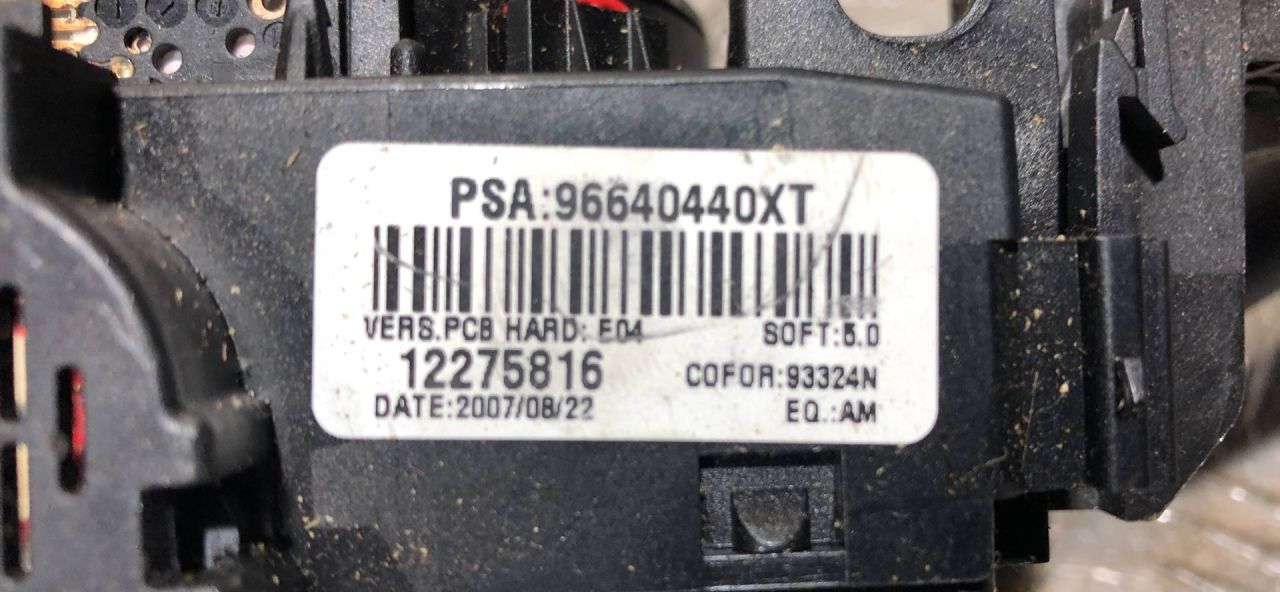 PSA:96640440XT
VERS.PCB HARD: E04 SOFT:5.0
12275816 COFOR:93324N
DATE:2007/08/22 EQ.:AM